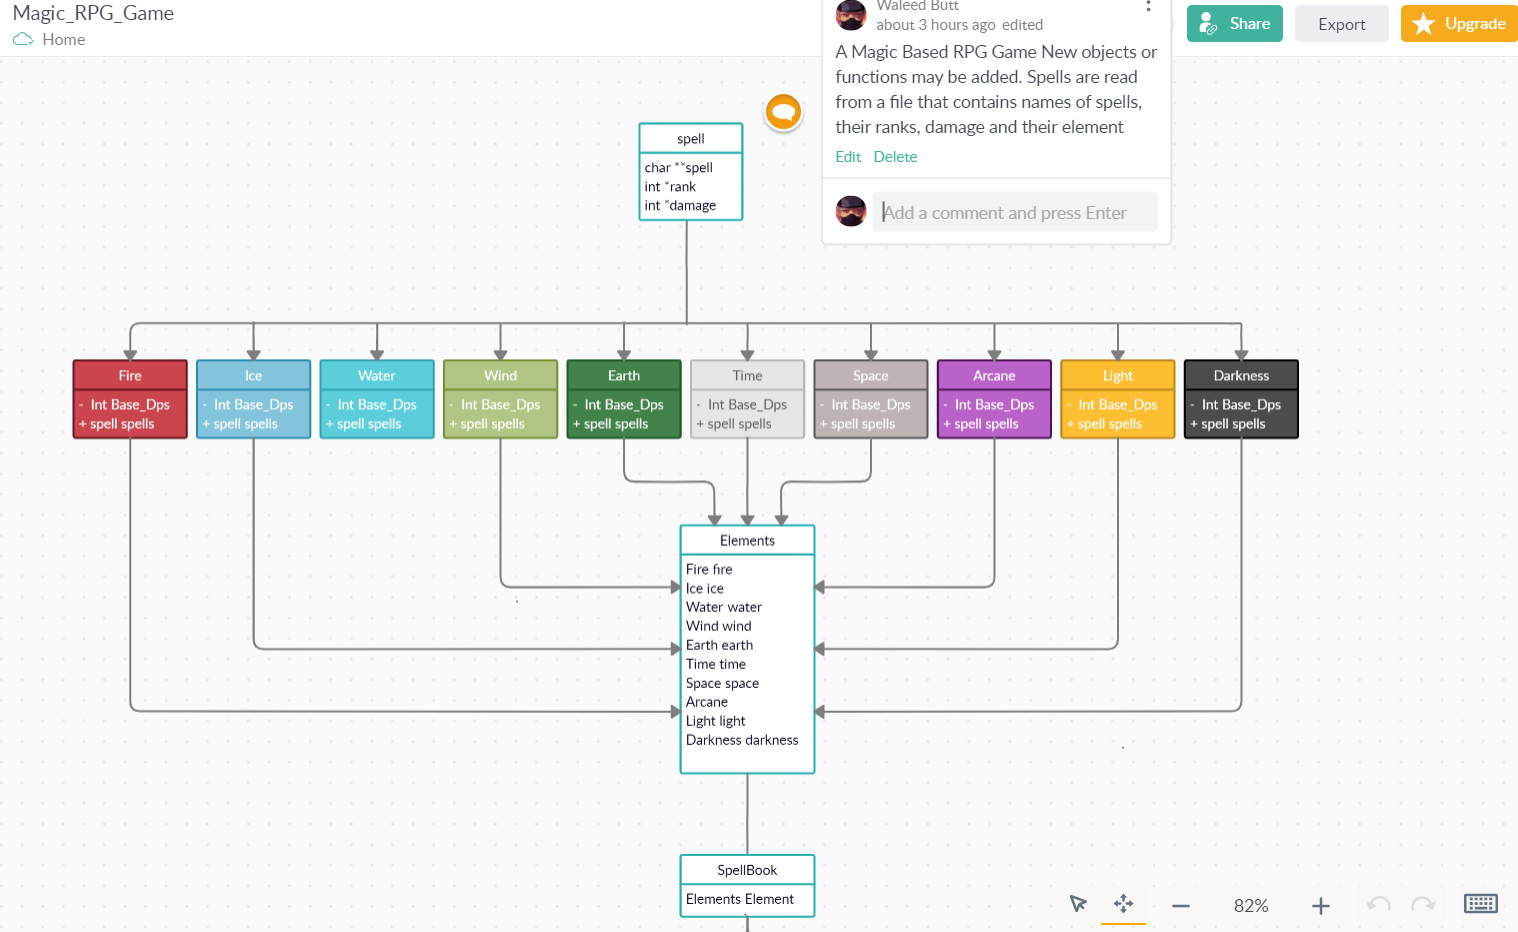 Magic_RPG_Game
Home
Waleed Butt
about 3 hours ago edited
A Magic Based RPG Game New objects or
functions may be added. Spells are read
from a file that contains names of spells,
their ranks, damage and their element
Edit Delete
Add a comment and press Enter
Share
Export
Upgrade
spell
char **spell
int *rank
int *damage
Fire
- Int Base_Dps
+ spell spells
Ice
- Int Base_Dps
+ spell spells
Water
- Int Base_Dps
+ spell spells
Wind
- Int Base_Dps
+ spell spells
Earth
- Int Base_Dps
+ spell spells
Time
- Int Base_Dps
+ spell spells
Space
- Int Base_Dps
+ spell spells
Arcane
- Int Base_Dps
+ spell spells
Light
- Int Base_Dps
+ spell spells
Darkness
- Int Base_Dps
+ spell spells
Elements
Fire fire
Ice ice
Water water
Wind wind
Earth earth
Time time
Space space
Arcane
Light light
Darkness darkness
SpellBook
Elements Element
82%